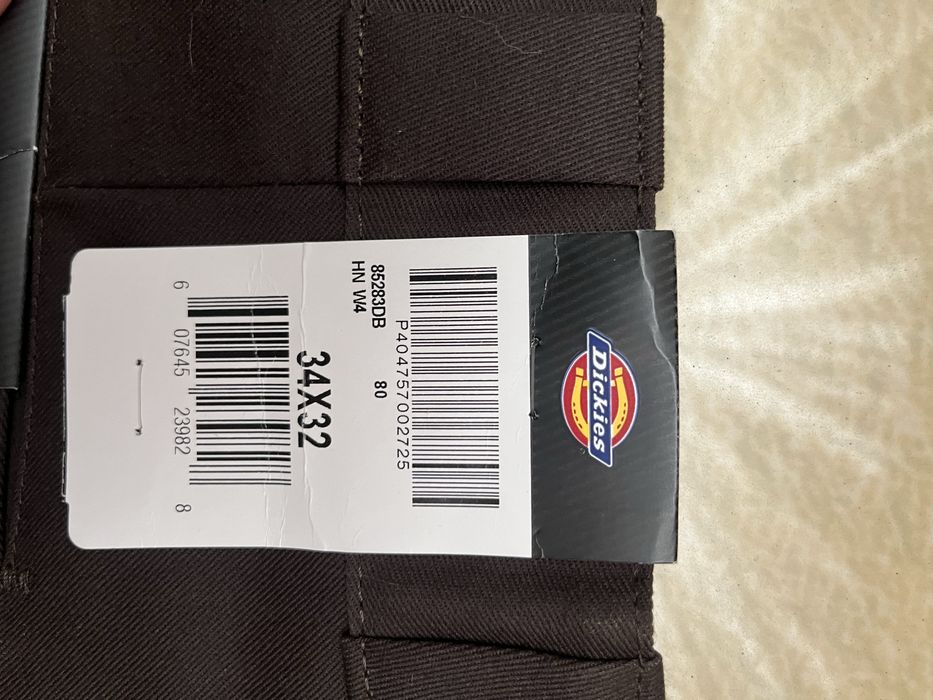 Dickies
P404757002725
85283DB 80
HN W4
34X32
6 07645 23982 8